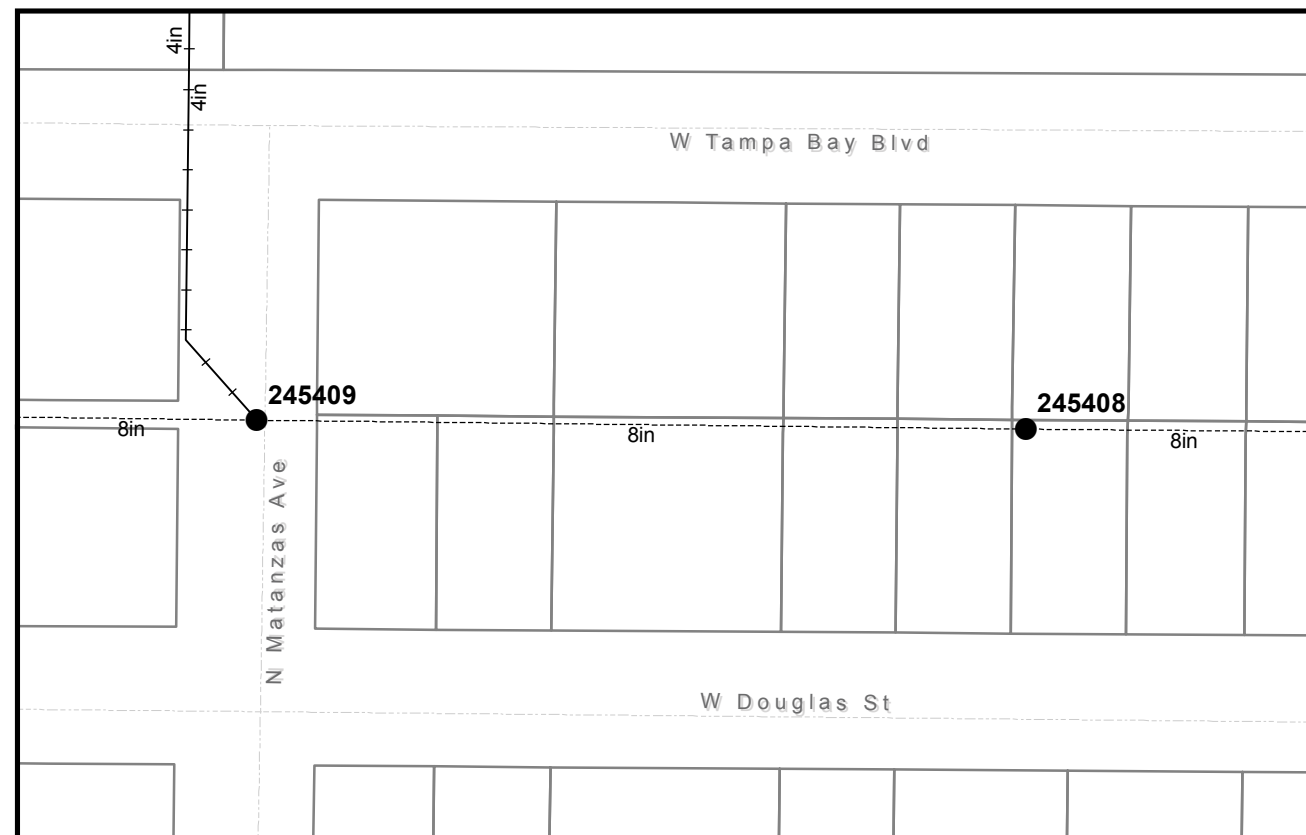 4in
4in
W Tampa Bay Blvd
245409
245408
8in
8in
8in
N Matanzas Ave
W Douglas St